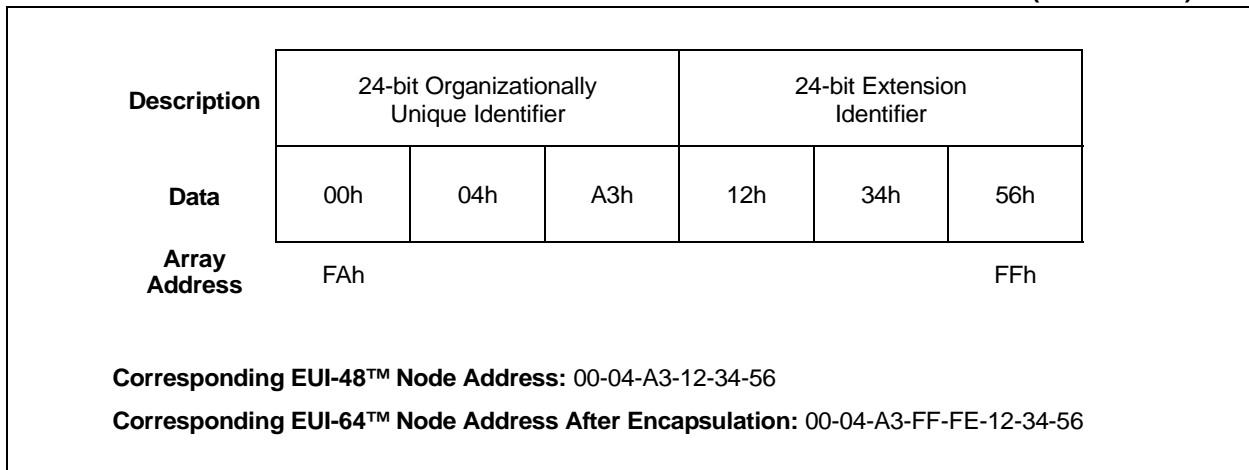 Description
24-bit Organizationally
Unique Identifier
24-bit Extension
Identifier
Data 00h 04h A3h 12h 34h 56h
Array
Address
FAh FFh
Corresponding EUI-48™ Node Address: 00-04-A3-12-34-56
Corresponding EUI-64™ Node Address After Encapsulation: 00-04-A3-FF-FE-12-34-56